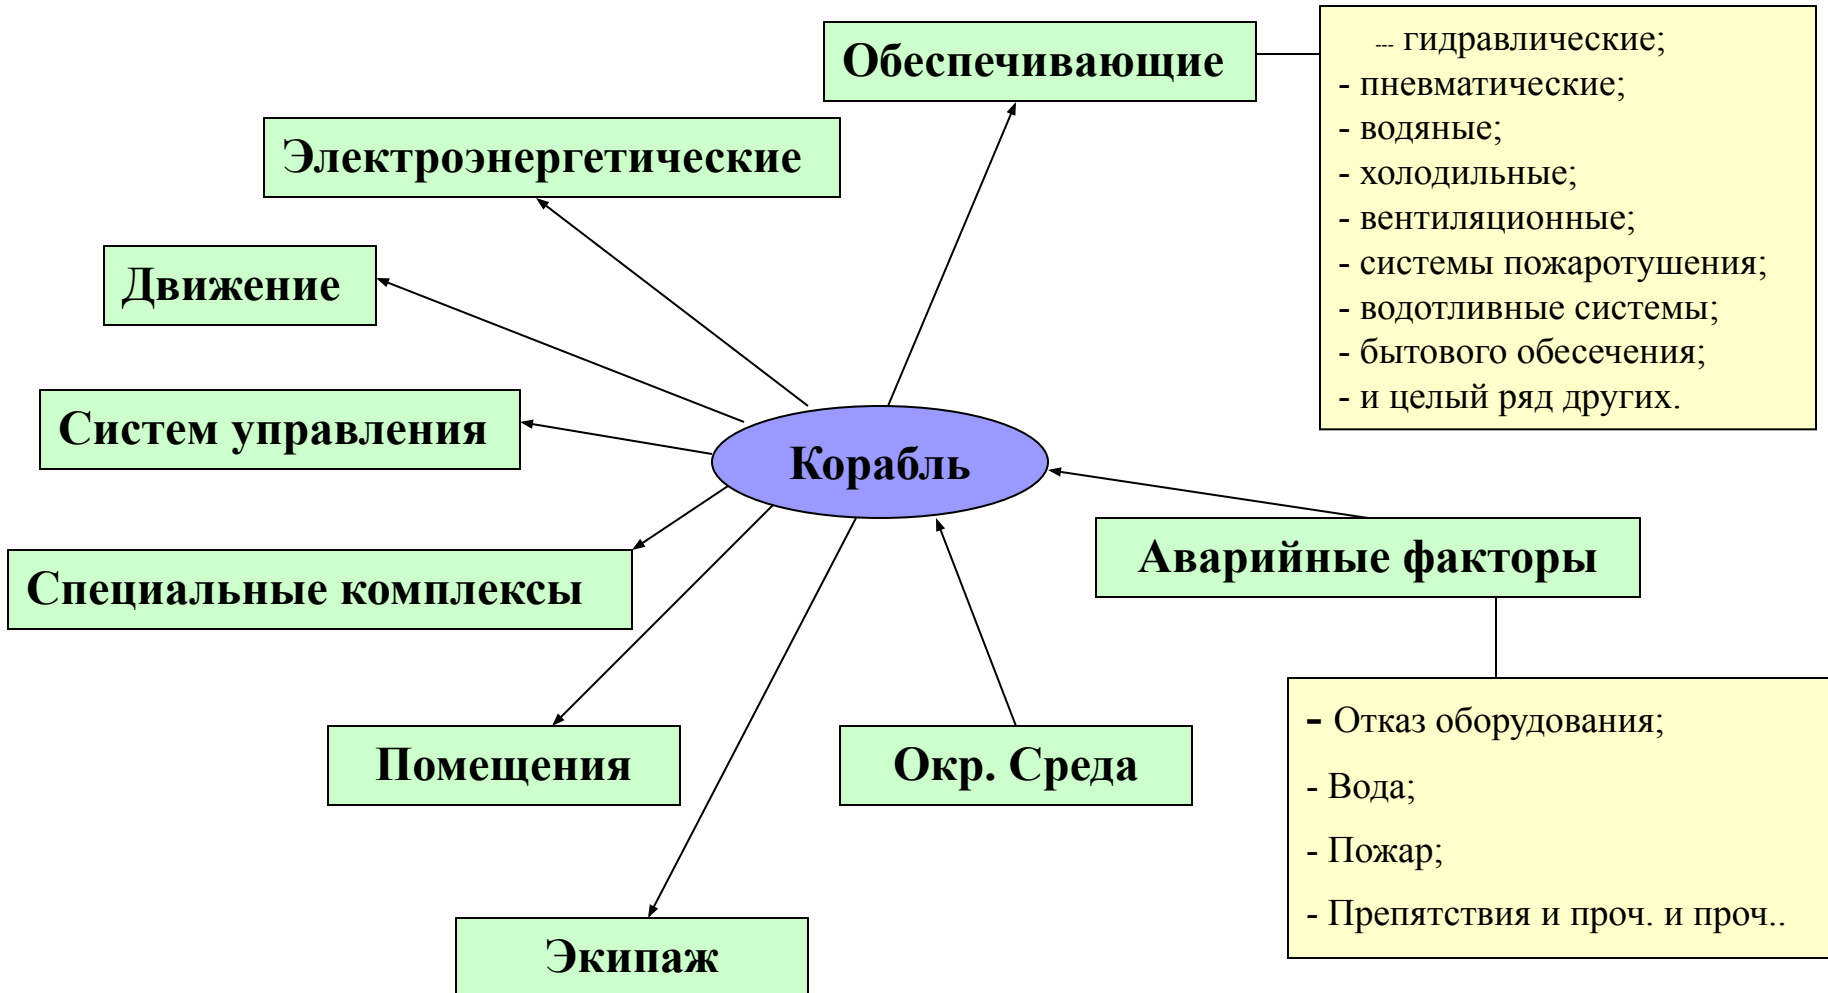 Обеспечивающие
--- гидравлические;
- пневматические;
- водяные;
- холодильные;
- вентиляционные;
- системы пожаротушения;
- водотливные системы;
- бытового обесечения;
- и целый ряд других.
Электроэнергетические
Движение
Систем управления
Корабль
Аварийные факторы
Специальные комплексы
- Отказ оборудования;
- Вода;
- Пожар;
- Препятствия и проч. и проч..
Помещения
Окр. Среда
Экипаж